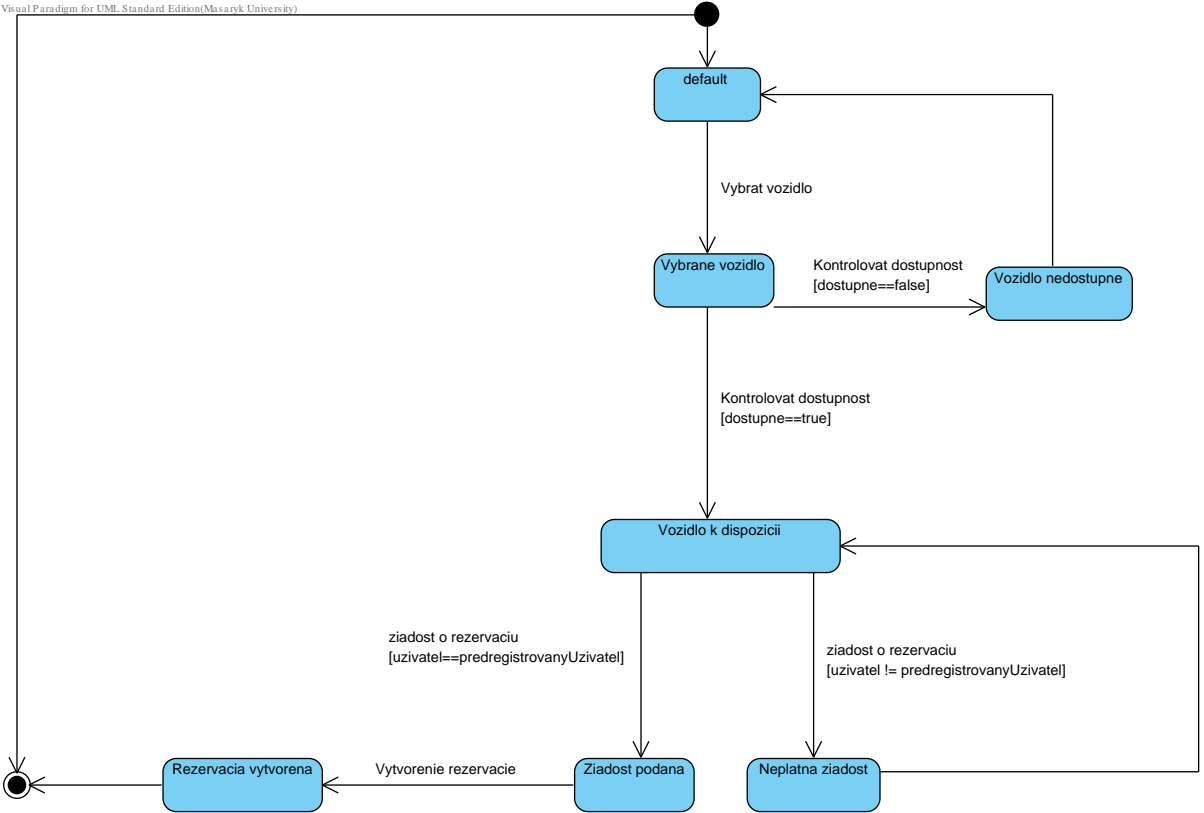 Visual Paradigm for UML Standard Edition(Masaryk University)
default
Vybrat vozidlo
Vybrane vozidlo
Kontrolovat dostupnost
[dostupne==false]
Vozidlo nedostupne
Kontrolovat dostupnost
[dostupne==true]
Vozidlo k dispozicii
ziadost o rezervaciu
[uzivatel==predregistrovanyUzivatel]
ziadost o rezervaciu
[uzivatel != predregistrovanyUzivatel]
Rezervacia vytvorena
Vytvorenie rezervacie
Ziadost podana
Neplatna ziadost